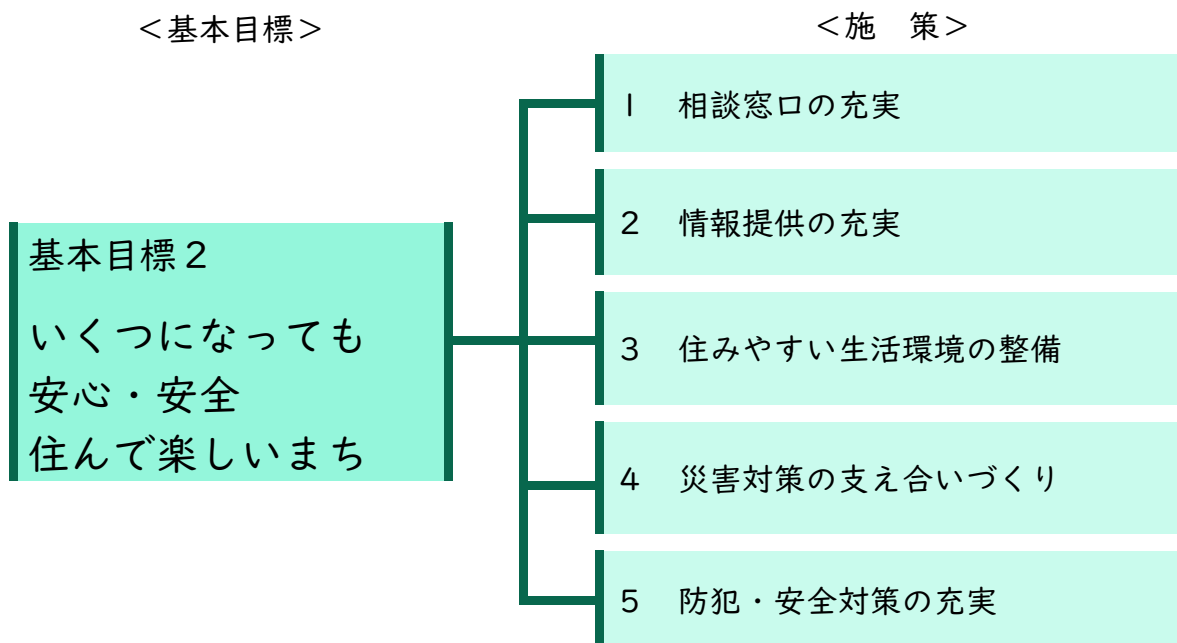 ＜基本目標＞
＜施　策＞
基本目標２
いくつになっても
安心・安全
住んで楽しいまち
１　相談窓口の充実
２　情報提供の充実
３　住みやすい生活環境の整備
４　災害対策の支え合いづくり
５　防犯・安全対策の充実